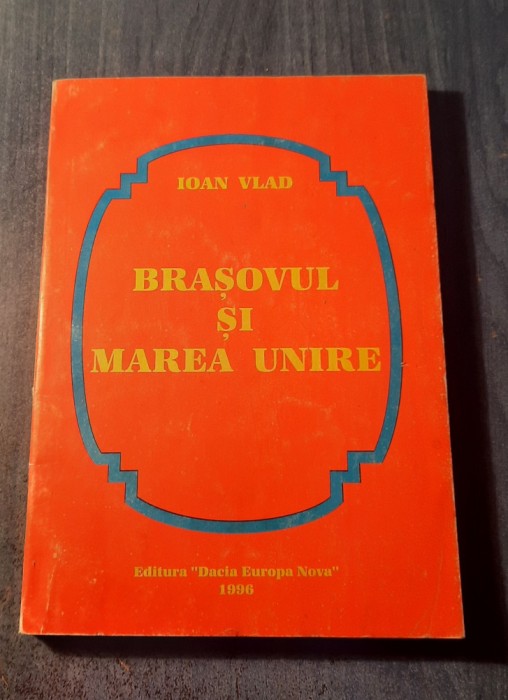 IOAN VLAD
BRAȘOVUL
ȘI
MAREA UNIRE
Editura "Dacia Europa Nova"
1996